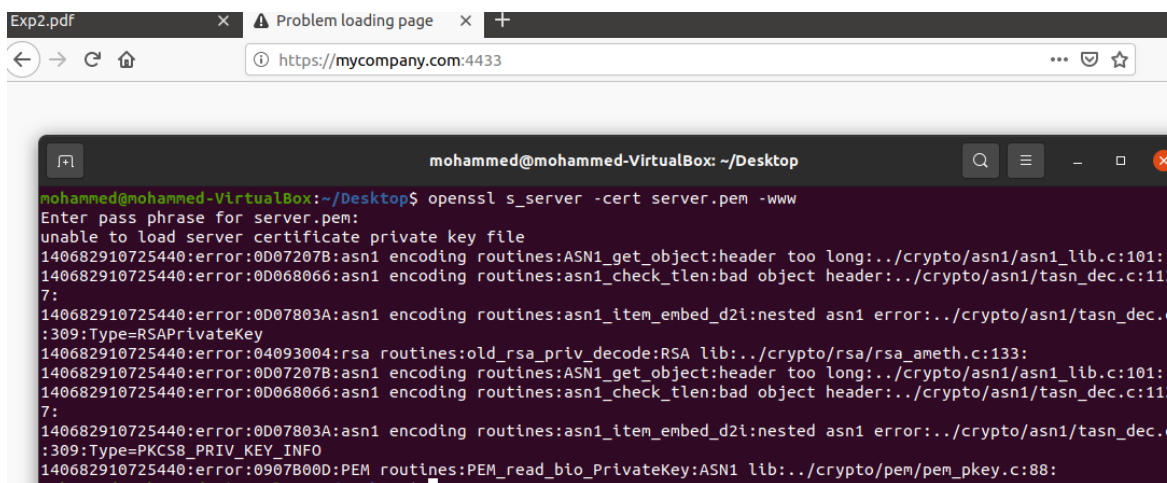 Exp2.pdf
Problem loading page
https://mycompany.com:4433
mohammed@mohammed-VirtualBox: ~/Desktop
mohammed@mohammed-VirtualBox:~/Desktop$ openssl s_server -cert server.pem -www
Enter pass phrase for server.pem:
unable to load server certificate private key file
140682910725440:error:0D07207B:asn1 encoding routines:ASN1_get_object:header too long:../crypto/asn1/asn1_lib.c:101:
140682910725440:error:0D068066:asn1 encoding routines:asn1_check_tlen:bad object header:../crypto/asn1/tasn_dec.c:11
7:
140682910725440:error:0D07803A:asn1 encoding routines:asn1_item_embed_d2i:nested asn1 error:../crypto/asn1/tasn_dec.
:309:Type=RSAPrivateKey
140682910725440:error:04093004:rsa routines:old_rsa_priv_decode:RSA lib:../crypto/rsa/rsa_ameth.c:133:
140682910725440:error:0D07207B:asn1 encoding routines:ASN1_get_object:header too long:../crypto/asn1/asn1_lib.c:101:
140682910725440:error:0D068066:asn1 encoding routines:asn1_check_tlen:bad object header:../crypto/asn1/tasn_dec.c:11
7:
140682910725440:error:0D07803A:asn1 encoding routines:asn1_item_embed_d2i:nested asn1 error:../crypto/asn1/tasn_dec.
:309:Type=PKCS8_PRIV_KEY_INFO
140682910725440:error:0907B00D:PEM routines:PEM_read_bio_PrivateKey:ASN1 lib:../crypto/pem/pem_pkey.c:88: